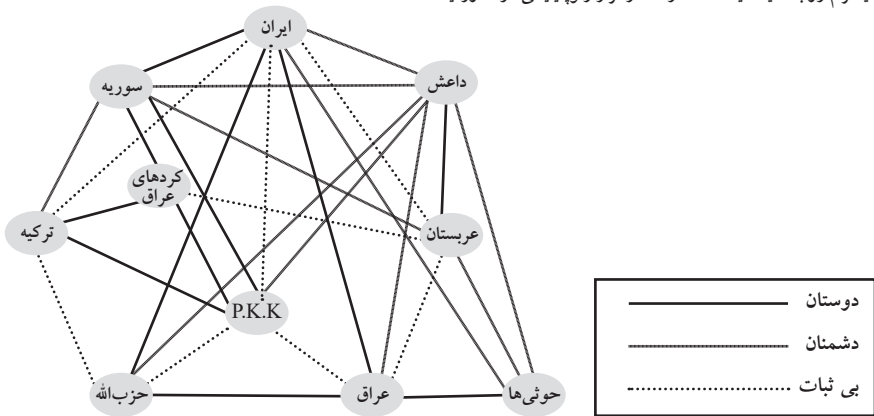 ایران
سوریه
داعش
کردهای
عراق
ترکیه
عربستان
P.K.K
حزب‌الله
عراق
حوثی‌ها
دوستان
دشمنان
بی ثبات